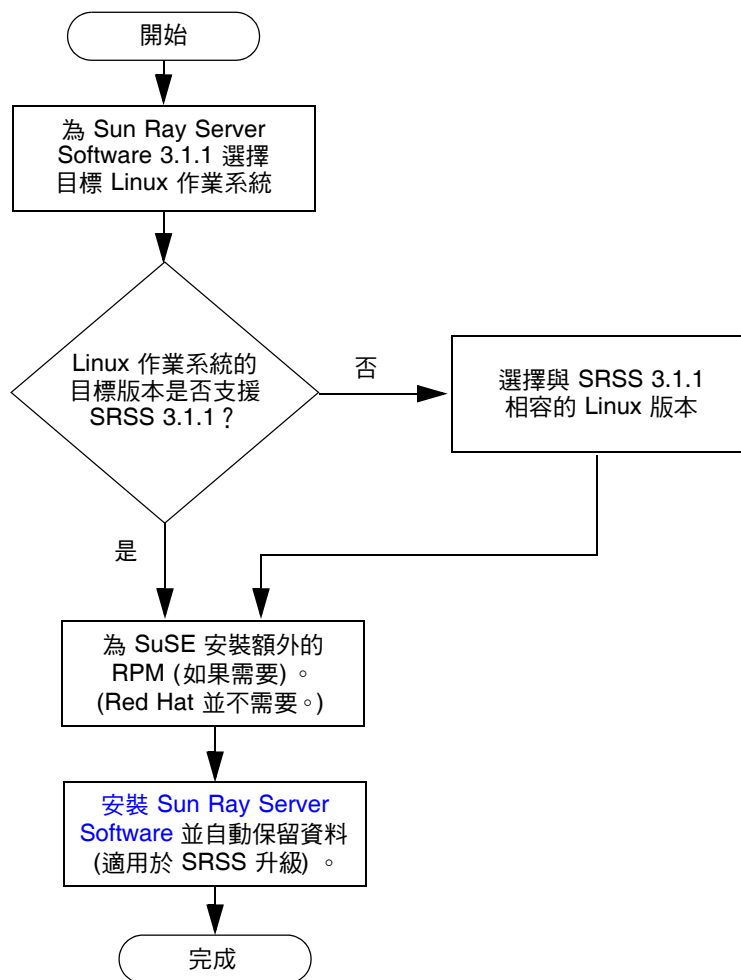 開始
為 Sun Ray Server
Software 3.1.1 選擇
目標 Linux 作業系統
Linux 作業系統的
目標版本是否支援
SRSS 3.1.1？
否
選擇與 SRSS 3.1.1
相容的 Linux 版本
是
為 SuSE 安裝額外的
RPM (如果需要)。
(Red Hat 並不需要。)
安裝 Sun Ray Server
Software 並自動保留資料
(適用於 SRSS 升級) 。
完成